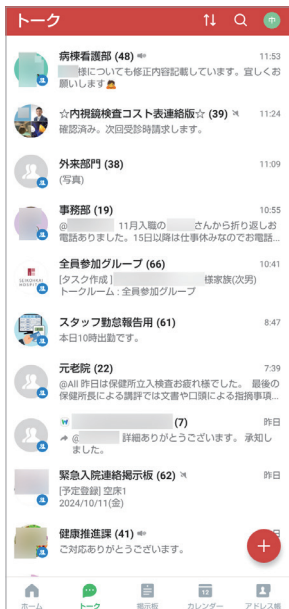 トーク
中
病棟看護部 (48)
11:53
様についても修正内容記載しています。宜しくお
願いします🙇
☆内視鏡検査コスト表連絡版☆ (39)
11:24
確認済み。次回受診時請求します。
外来部門 (38)
11:09
(写真)
事務部 (19)
10:55
@ 11月入職の さんから折り返しお
電話ありました。15日以降は仕事休みなのでお電話...
全員参加グループ (66)
10:41
[タスク作成] 様家族(次男)
トークルーム : 全員参加グループ
スタッフ勤怠報告用 (61)
8:47
本日10時出勤です。
元老院 (22)
7:39
@All 昨日は保健所立入検査お疲れ様でした。 最後の
保健所長による講評では文書や口頭による指摘事項...
(7)
昨日
@ 詳細ありがとうございます。 承知し
ました。
緊急入院連絡掲示板 (62)
昨日
[予定登録] 空床1
2024/10/11(金)
健康推進課 (41)
昨日
ご対応ありがとうございます。
+
12
ホーム
トーク
掲示板
カレンダー
アドレス帳